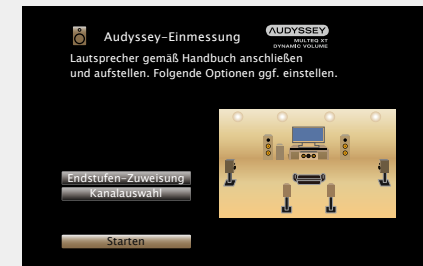 Audyssey-Einmessung
AUDYSSEY
MULTEQ XT
DYNAMIC VOLUME
Lautsprecher gemäß Handbuch anschließen
und aufstellen. Folgende Optionen ggf. einstellen.
Endstufen-Zuweisung
Kanalauswahl
Starten